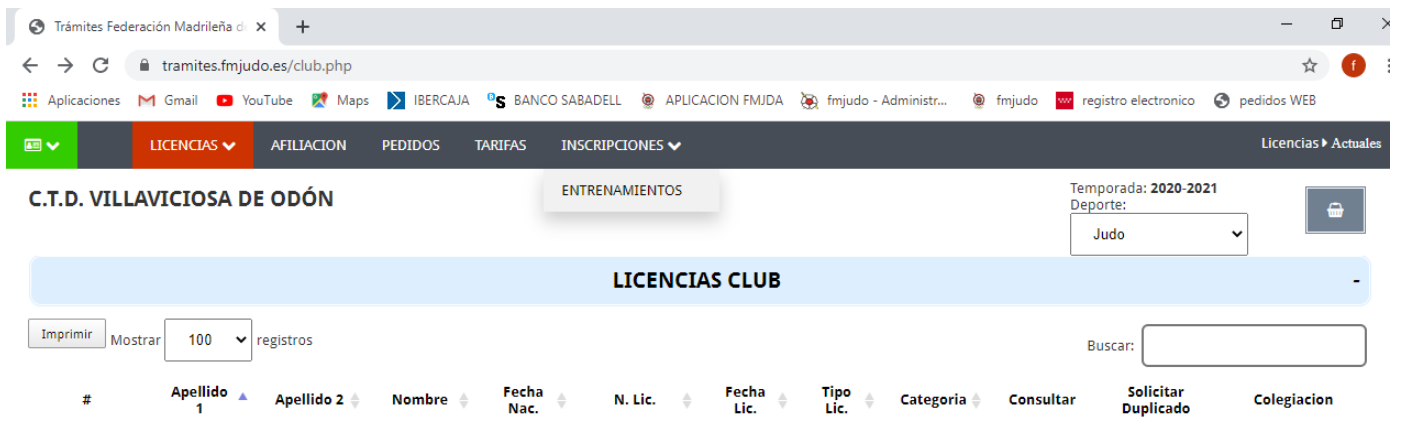 Trámites Federación Madrileña d
tramites.fmjudo.es/club.php
f
Aplicaciones Gmail YouTube Maps IBERCAJA BANCO SABADELL APLICACION FMJDA fmjudo - Administr... fmjudo registro electronico pedidos WEB
LICENCIAS AFILIACION PEDIDOS TARIFAS INSCRIPCIONES Licencias Actuales
ENTRENAMIENTOS
C.T.D. VILLAVICIOSA DE ODÓN
Temporada: 2020-2021
Deporte:
Judo
LICENCIAS CLUB -
Imprimir Mostrar 100 registros Buscar:
# Apellido 1 Apellido 2 Nombre Fecha Nac. N. Lic. Fecha Lic. Tipo Lic. Categoria Consultar Solicitar Duplicado Colegiacion